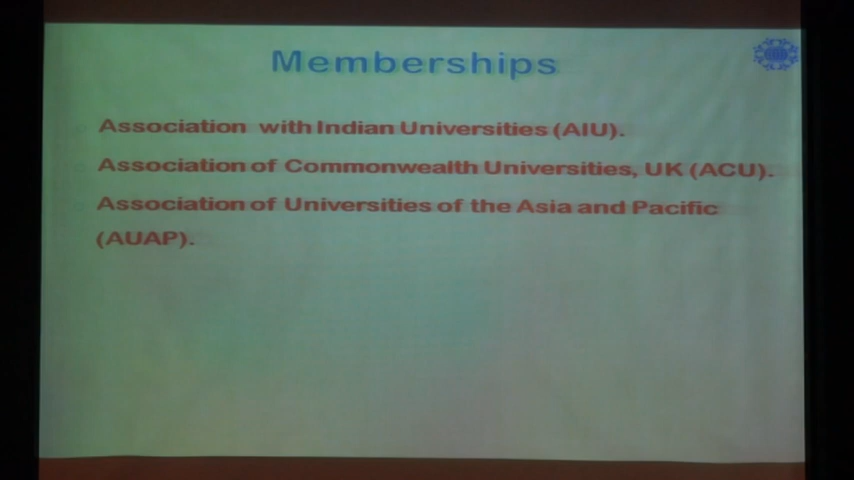 Memberships
Association with Indian Universities (AIU).
Association of Commonwealth Universities, UK (ACU).
Association of Universities of the Asia and Pacific
(AUAP).